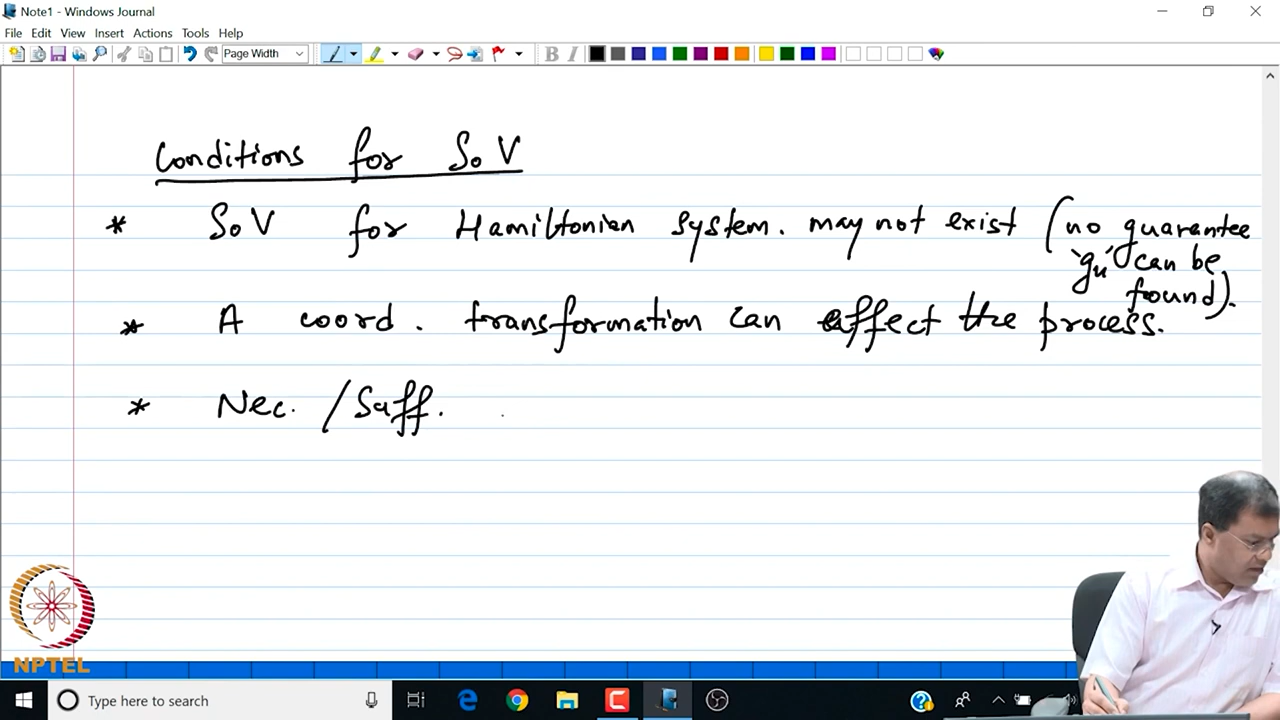 Note1 - Windows Journal
File Edit View Insert Actions Tools Help
Page Width
B I
Conditions for SoV
* SoV for Hamiltonian system. may not exist (no guarantee
'gu' can be
found).
* A coord. transformation can affect the process.
* Nec. / Suff.
NPTEL
Type here to search